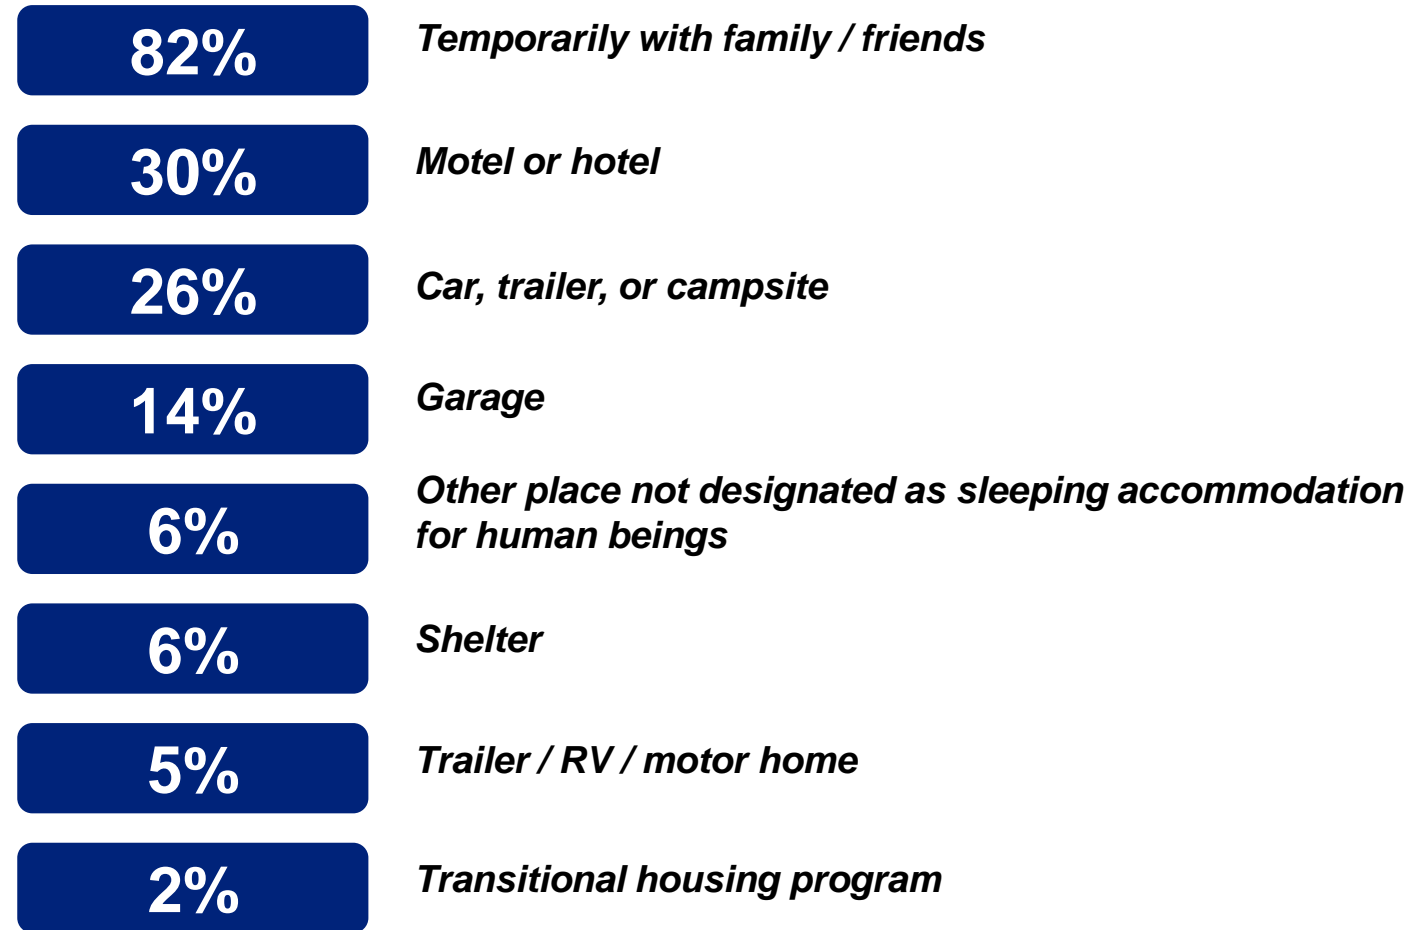 82%
Temporarily with family / friends
30%
Motel or hotel
26%
Car, trailer, or campsite
14%
Garage
6%
Other place not designated as sleeping accommodation
for human beings
6%
Shelter
5%
Trailer / RV / motor home
2%
Transitional housing program